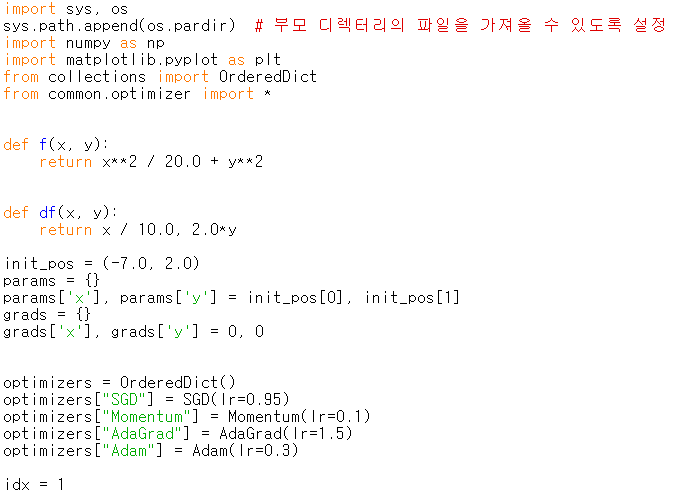 import sys, os
sys.path.append(os.pardir)  # 부모 디렉터리의 파일을 가져올 수 있도록 설정
import numpy as np
import matplotlib.pyplot as plt
from collections import OrderedDict
from common.optimizer import *
def f(x, y):
    return x**2 / 20.0 + y**2
def df(x, y):
    return x / 10.0, 2.0*y
init_pos = (-7.0, 2.0)
params = {}
params['x'], params['y'] = init_pos[0], init_pos[1]
grads = {}
grads['x'], grads['y'] = 0, 0
optimizers = OrderedDict()
optimizers["SGD"] = SGD(lr=0.95)
optimizers["Momentum"] = Momentum(lr=0.1)
optimizers["AdaGrad"] = AdaGrad(lr=1.5)
optimizers["Adam"] = Adam(lr=0.3)
idx = 1